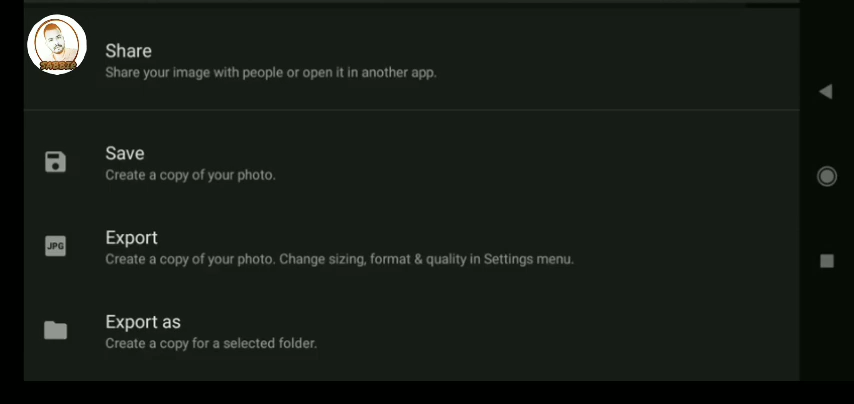 Share
Share your image with people or open it in another app.
SABBIR
Save
Create a copy of your photo.
JPG
Export
Create a copy of your photo. Change sizing, format & quality in Settings menu.
Export as
Create a copy for a selected folder.